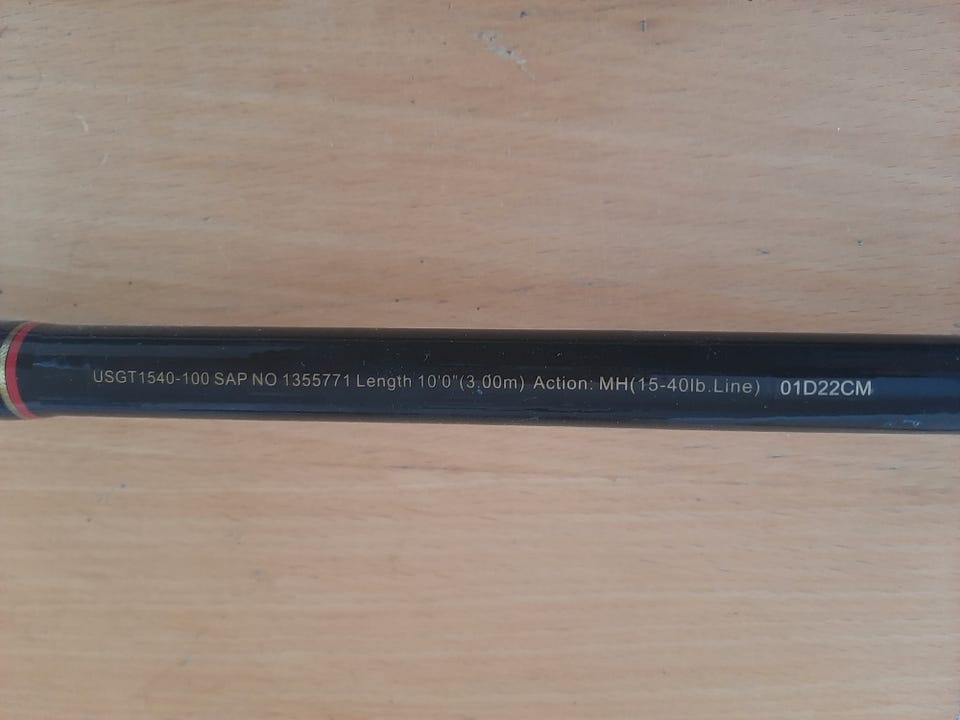 USGT1540-100 SAP NO 1355771 Length 10'0"(3.00m) Action: MH(15-40lb.Line) 01D22CM